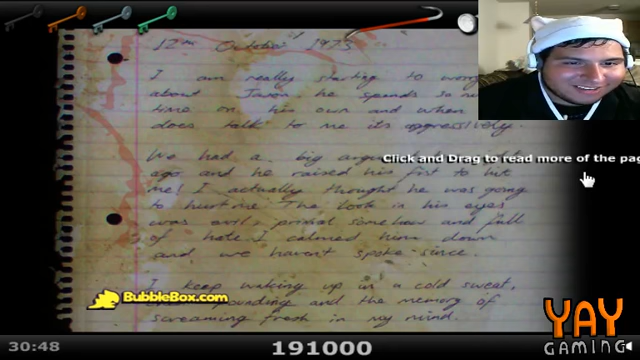 12th October 1973
I am really starting to worry
about Jason he spends so
time on his own and when
does talk to me its aggressively.
We had a big argument
ago and he raised his fist to hit
me! I actually thought he was going
to hurt me. The look in his eyes
was evil, primal somehow and full
of hate. I calmed him down
and we haven't spoke since.
I keep waking up in a cold sweat,
pounding and the memory of
screaming fresh in my mind.
Click and Drag to read more of the pa
BubbleBox.com
YAY
GAMING
30:48
191000